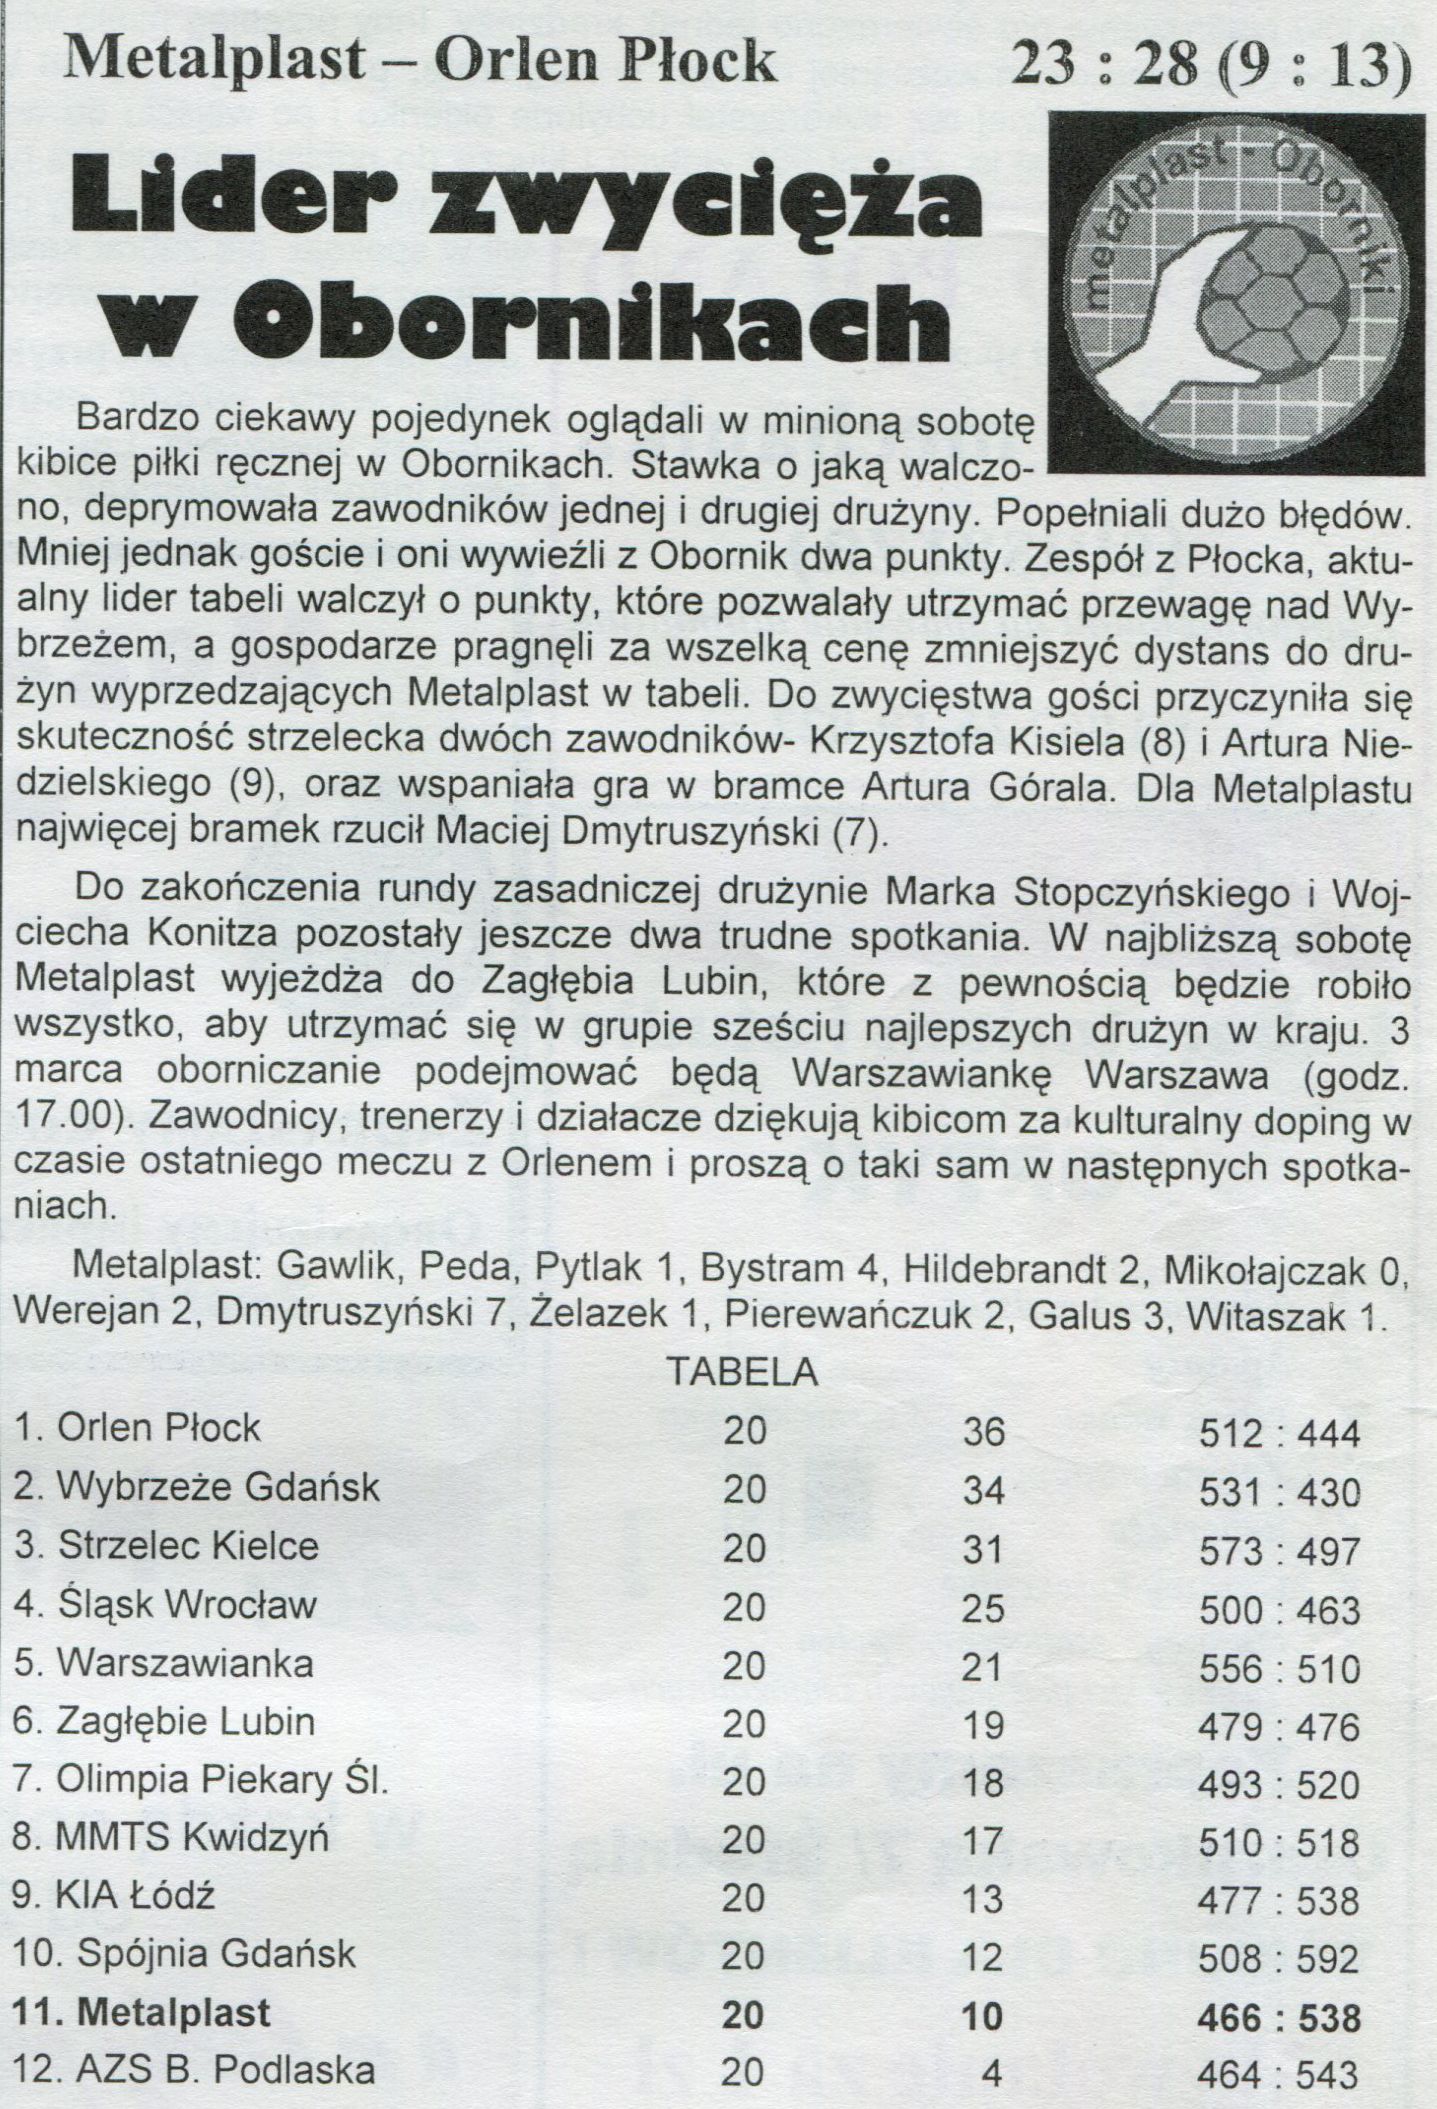 Metalplast – Orlen Płock 23 : 28 (9 : 13)
metalplast - Oborniki
Lider zwycięża
w Obornikach
Bardzo ciekawy pojedynek oglądali w minioną sobotę
kibice piłki ręcznej w Obornikach. Stawka o jaką walczo-
no, deprymowała zawodników jednej i drugiej drużyny. Popełniali dużo błędów.
Mniej jednak goście i oni wywieźli z Obornik dwa punkty. Zespół z Płocka, aktu-
alny lider tabeli walczył o punkty, które pozwalały utrzymać przewagę nad Wy-
brzeżem, a gospodarze pragnęli za wszelką cenę zmniejszyć dystans do dru-
żyn wyprzedzających Metalplast w tabeli. Do zwycięstwa gości przyczyniła się
skuteczność strzelecka dwóch zawodników- Krzysztofa Kisiela (8) i Artura Nie-
dzielskiego (9), oraz wspaniała gra w bramce Artura Górala. Dla Metalplastu
najwięcej bramek rzucił Maciej Dmytruszyński (7).
Do zakończenia rundy zasadniczej drużynie Marka Stopczyńskiego i Woj-
ciecha Konitza pozostały jeszcze dwa trudne spotkania. W najbliższą sobotę
Metalplast wyjeżdża do Zagłębia Lubin, które z pewnością będzie robiło
wszystko, aby utrzymać się w grupie sześciu najlepszych drużyn w kraju. 3
marca oborniczanie podejmować będą Warszawiankę Warszawa (godz.
17.00). Zawodnicy, trenerzy i działacze dziękują kibicom za kulturalny doping w
czasie ostatniego meczu z Orlenem i proszą o taki sam w następnych spotka-
niach.
Metalplast: Gawlik, Peda, Pytlak 1, Bystram 4, Hildebrandt 2, Mikołajczak 0,
Werejan 2, Dmytruszyński 7, Żelazek 1, Pierewańczuk 2, Galus 3, Witaszak 1.
TABELA
1. Orlen Płock 20 36 512 : 444
2. Wybrzeże Gdańsk 20 34 531 : 430
3. Strzelec Kielce 20 31 573 : 497
4. Śląsk Wrocław 20 25 500 : 463
5. Warszawianka 20 21 556 : 510
6. Zagłębie Lubin 20 19 479 : 476
7. Olimpia Piekary Śl. 20 18 493 : 520
8. MMTS Kwidzyń 20 17 510 : 518
9. KIA Łódź 20 13 477 : 538
10. Spójnia Gdańsk 20 12 508 : 592
11. Metalplast 20 10 466 : 538
12. AZS B. Podlaska 20 4 464 : 543